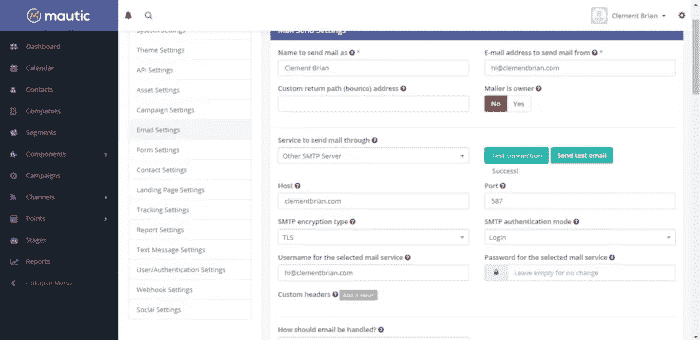 mautic
Clement Brian
Dashboard
Calendar
Contacts
Companies
Segments
Components
Campaigns
Channels
Points
Stages
Reports
Collapse Menu
System Settings
Theme Settings
API Settings
Asset Settings
Campaign Settings
Email Settings
Form Settings
Contact Settings
Landing Page Settings
Tracking Settings
Report Settings
Text Message Settings
User/Authentication Settings
Webhook Settings
Social Settings
Mail Send Settings
Name to send mail as *
E-mail address to send mail from *
Clement Brian
hi@clementbrian.com
Custom return path (bounce) address
Mailer is owner
No Yes
Service to send mail through
Other SMTP Server
Test connection Send test email
Success!
Host
Port
clementbrian.com
587
SMTP encryption type
SMTP authentication mode
TLS
Login
Username for the selected mail service
Password for the selected mail service
hi@clementbrian.com
Leave empty for no change
Custom headers
How should email be handled?